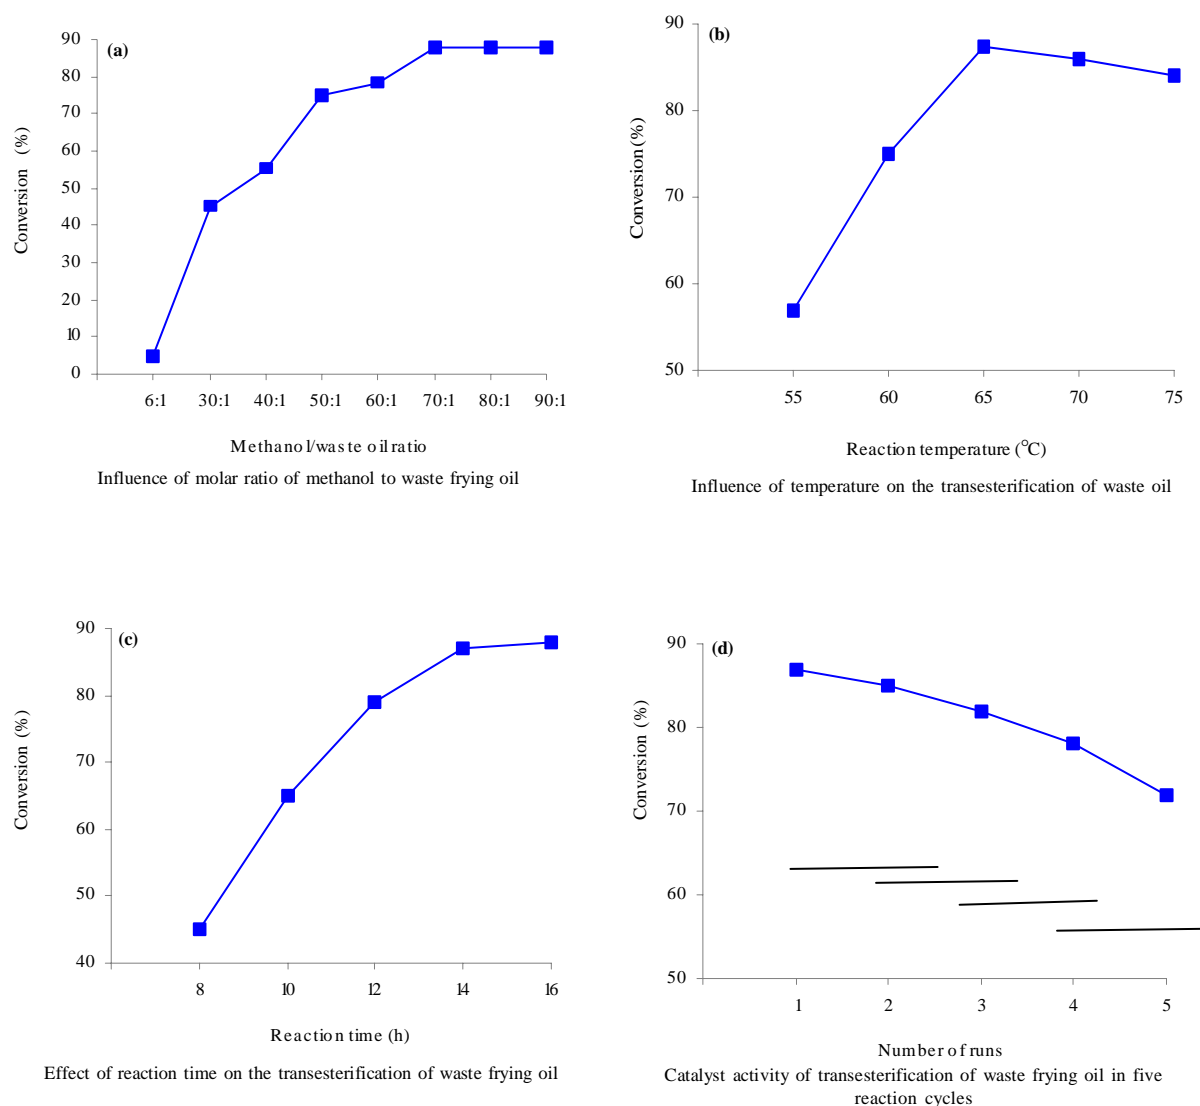 (a)
90
80
70
60
50
40
30
20
10
0
Conversion (%)
6:1 30:1 40:1 50:1 60:1 70:1 80:1 90:1
Methanol/waste oil ratio
Influence of molar ratio of methanol to waste frying oil
(b)
90
80
70
60
50
Conversion (%)
55 60 65 70 75
Reaction temperature (°C)
Influence of temperature on the transesterification of waste oil
(c)
90
80
70
60
50
40
Conversion (%)
8 10 12 14 16
Reaction time (h)
Effect of reaction time on the transesterification of waste frying oil
(d)
90
80
70
60
50
Conversion (%)
1 2 3 4 5
Number of runs
Catalyst activity of transesterification of waste frying oil in five
reaction cycles